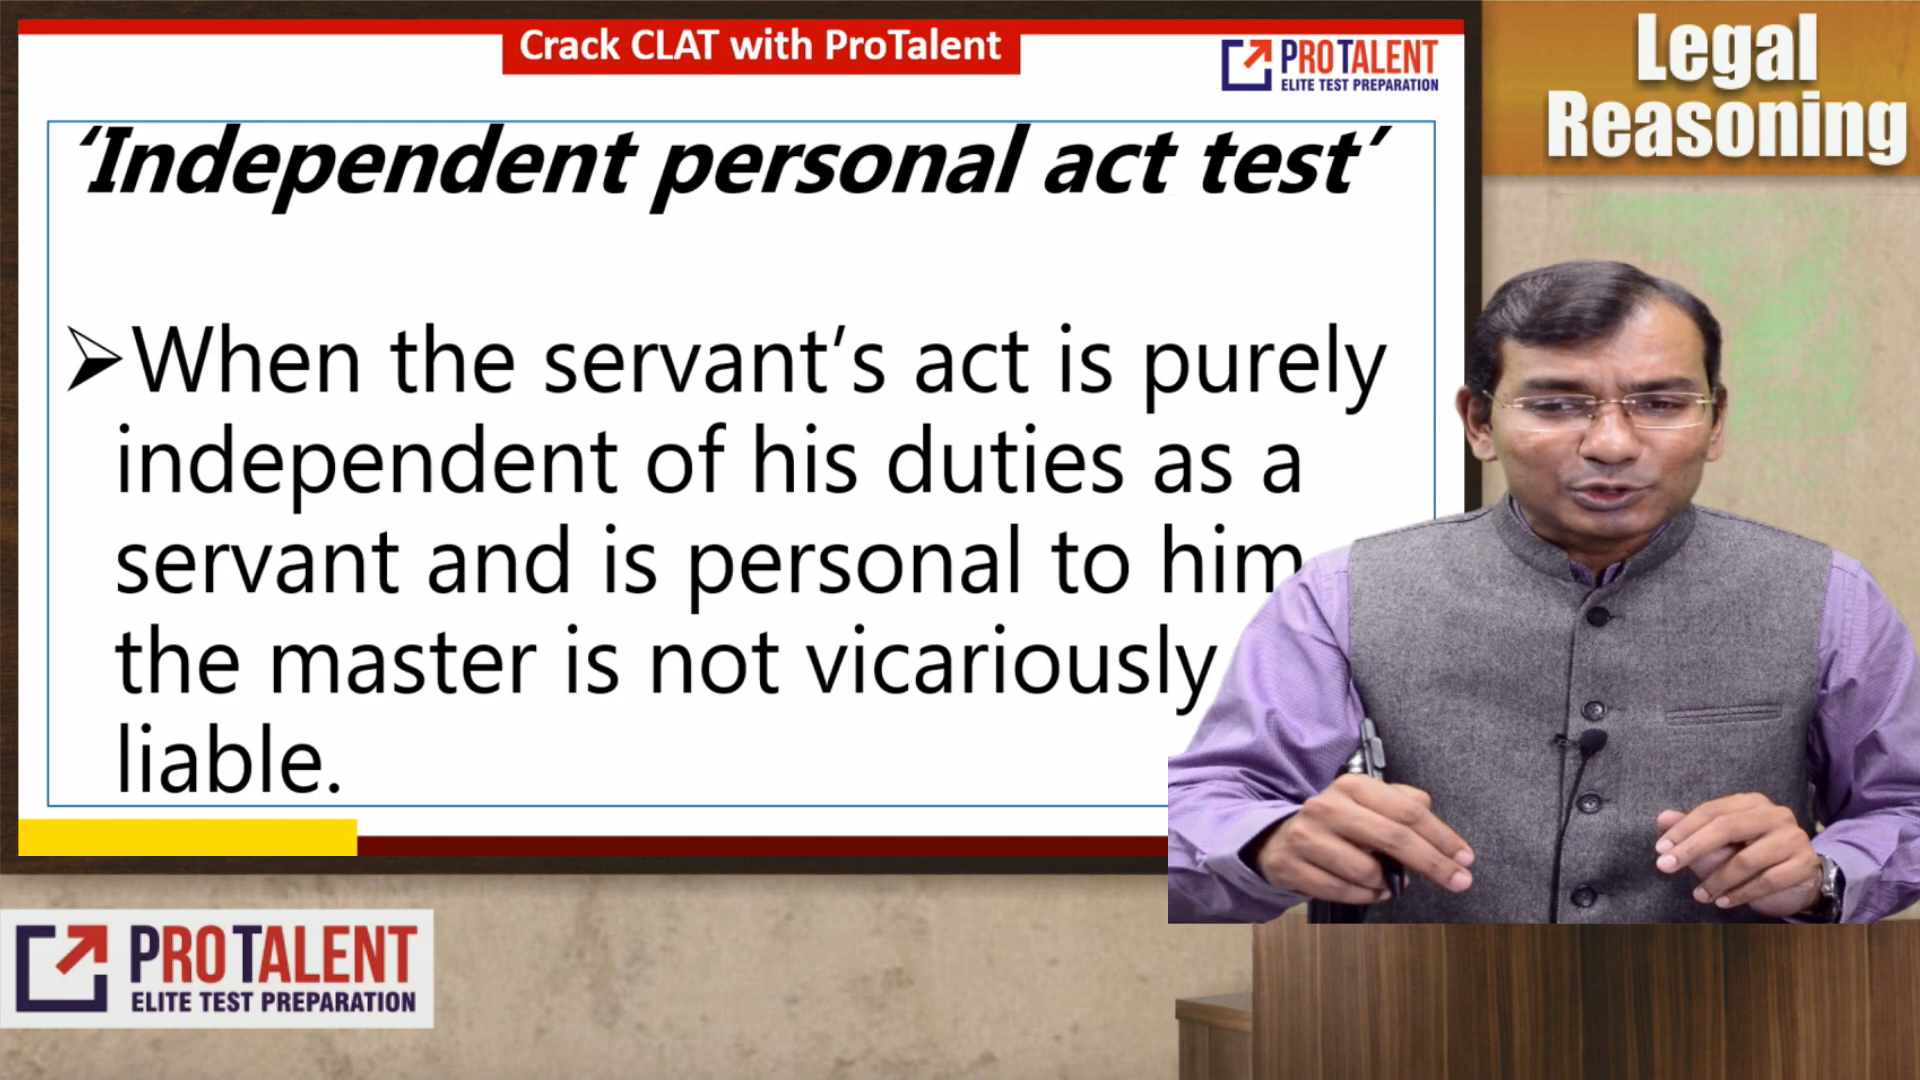 Crack CLAT with ProTalent
PROTALENT
ELITE TEST PREPARATION
Legal
Reasoning
‘Independent personal act test’
When the servant’s act is purely
independent of his duties as a
servant and is personal to him
the master is not vicariously
liable.
PROTALENT
ELITE TEST PREPARATION